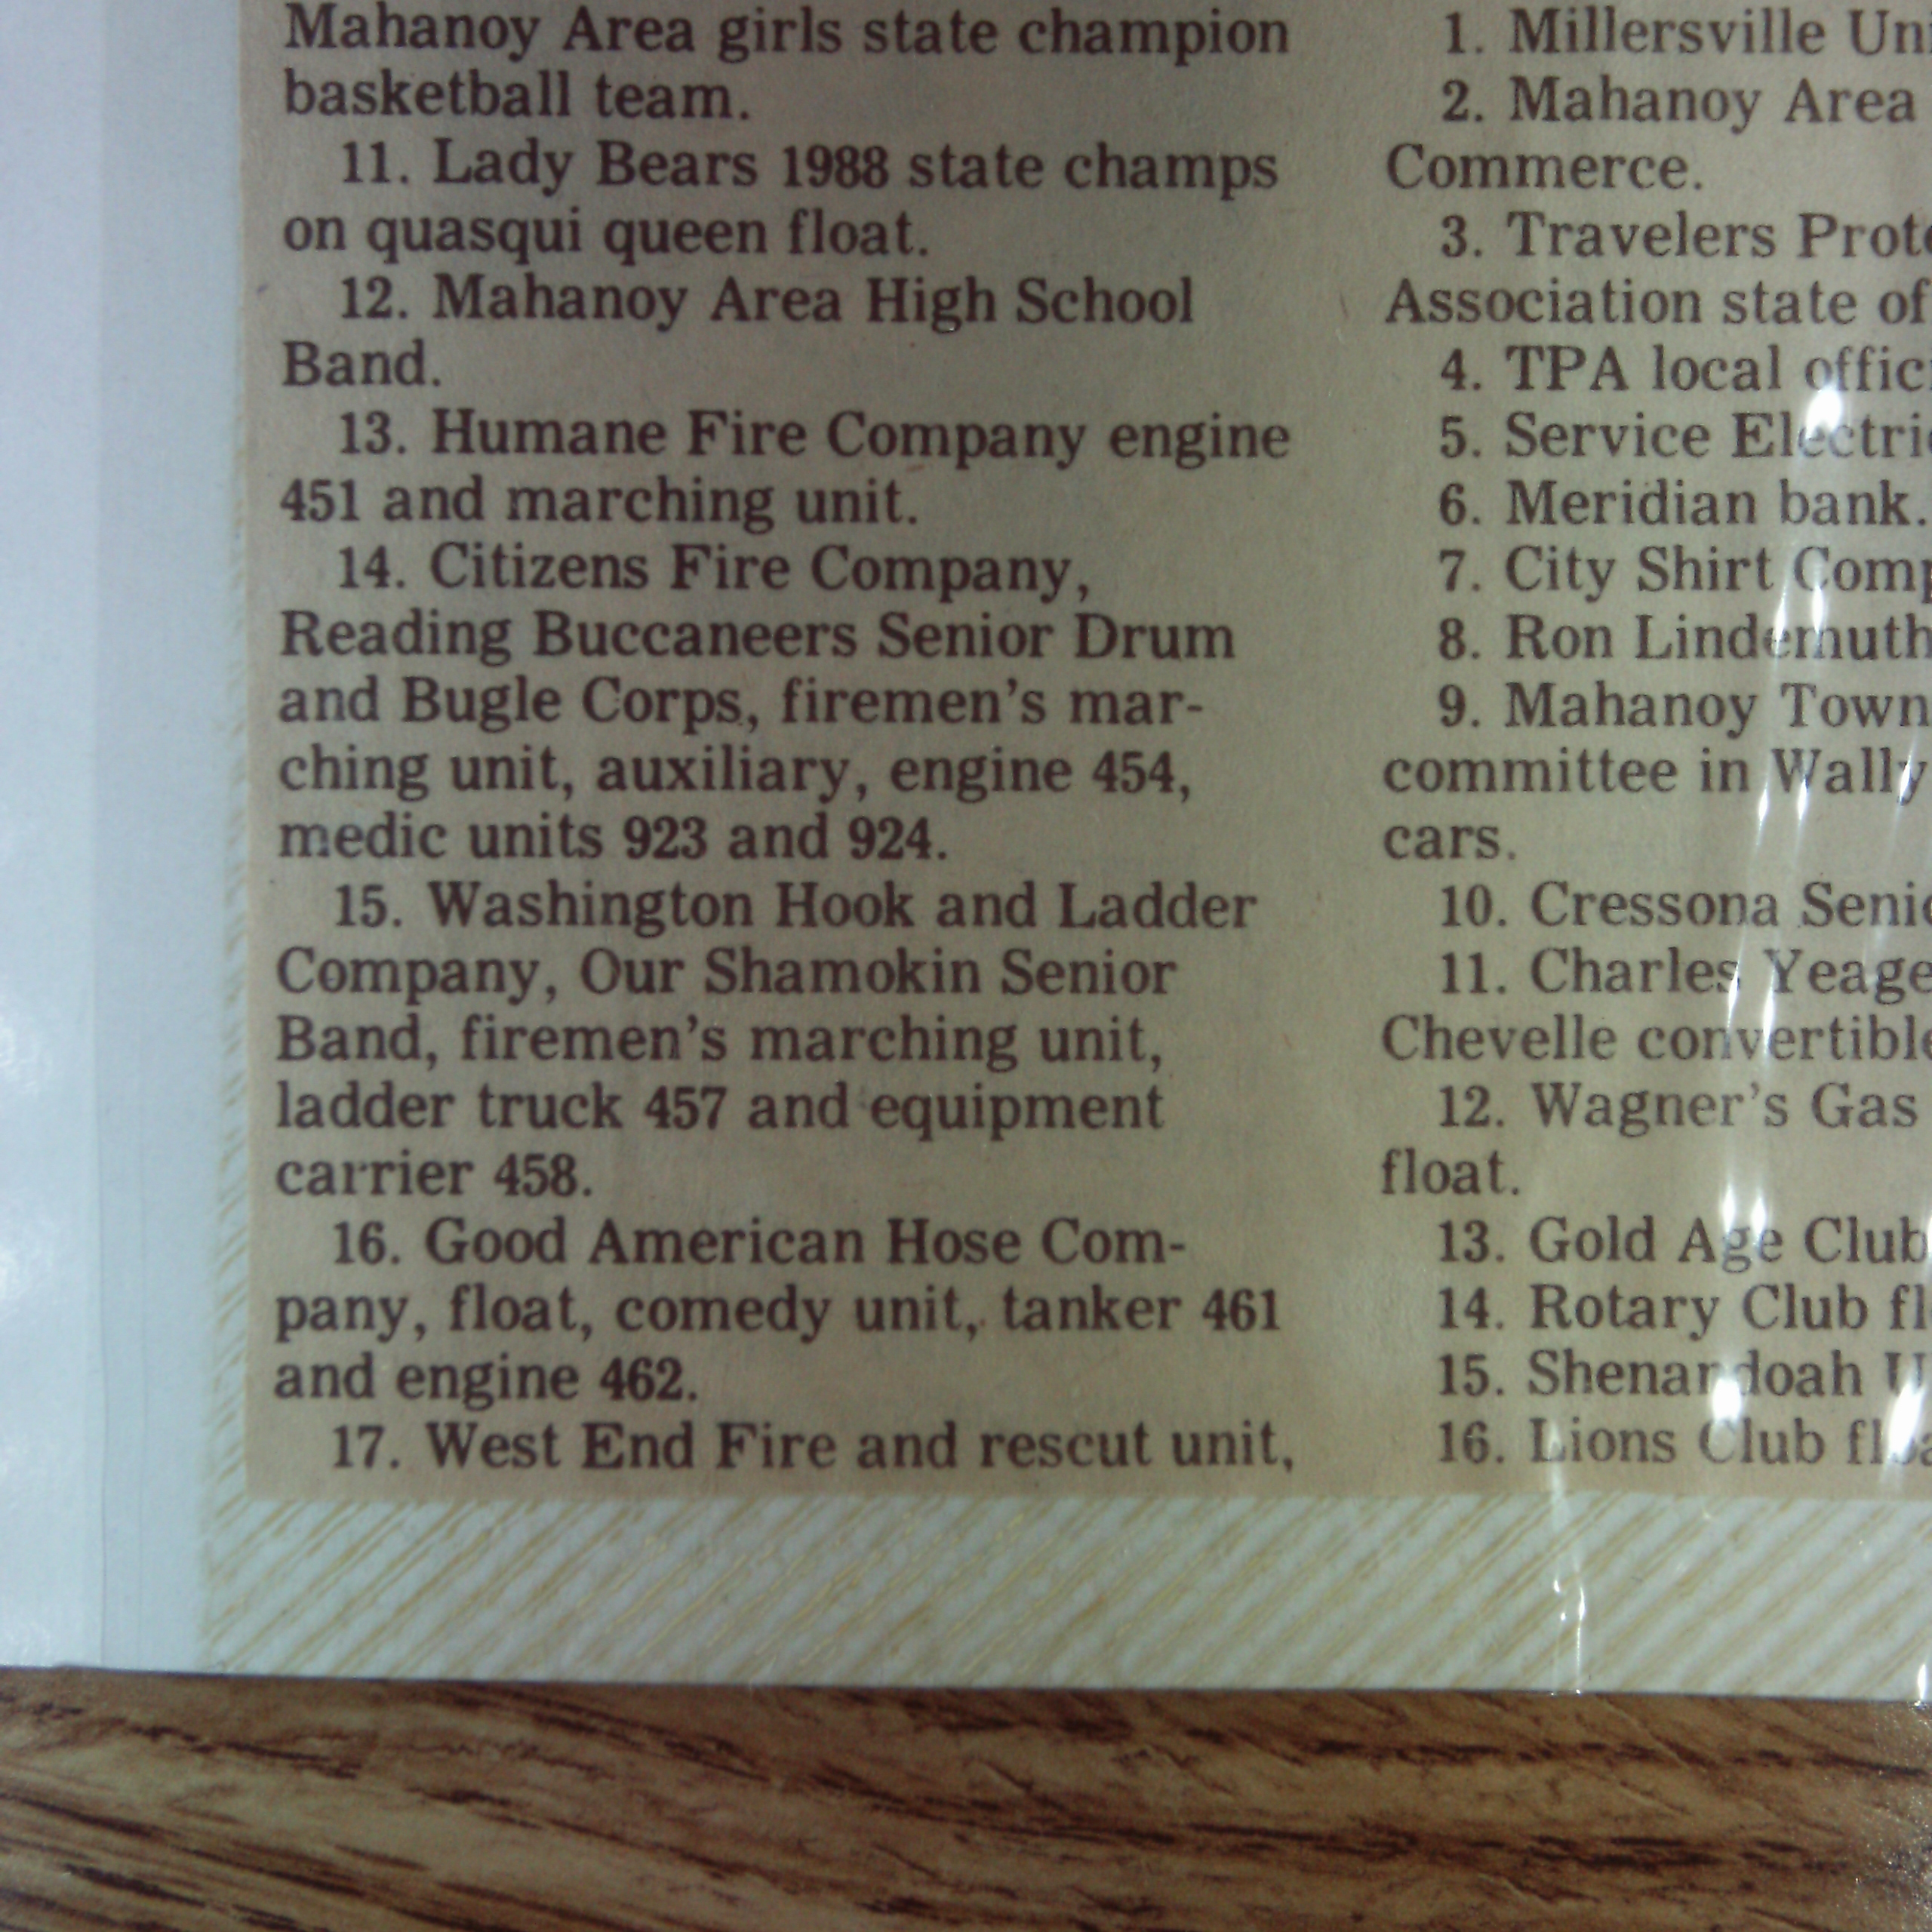 Mahanoy Area girls state champion
basketball team.
11. Lady Bears 1988 state champs
on quasqui queen float.
12. Mahanoy Area High School
Band.
13. Humane Fire Company engine
451 and marching unit.
14. Citizens Fire Company,
Reading Buccaneers Senior Drum
and Bugle Corps, firemen's mar-
ching unit, auxiliary, engine 454,
medic units 923 and 924.
15. Washington Hook and Ladder
Company, Our Shamokin Senior
Band, firemen's marching unit,
ladder truck 457 and equipment
carrier 458.
16. Good American Hose Com-
pany, float, comedy unit, tanker 461
and engine 462.
17. West End Fire and rescut unit,
1. Millersville
2. Mahanoy Area
Commerce.
3. Travelers
Association state
4. TPA local
5. Service
6. Meridian bank.
7. City Shirt
8. Ron Lindemuth
9. Mahanoy
committee in Wally
cars.
10. Cressona
11. Charles
Chevelle
12. Wagner's Gas
float.
13. Gold Age Club
14. Rotary Club
15. Shenandoah
16. Lions Club